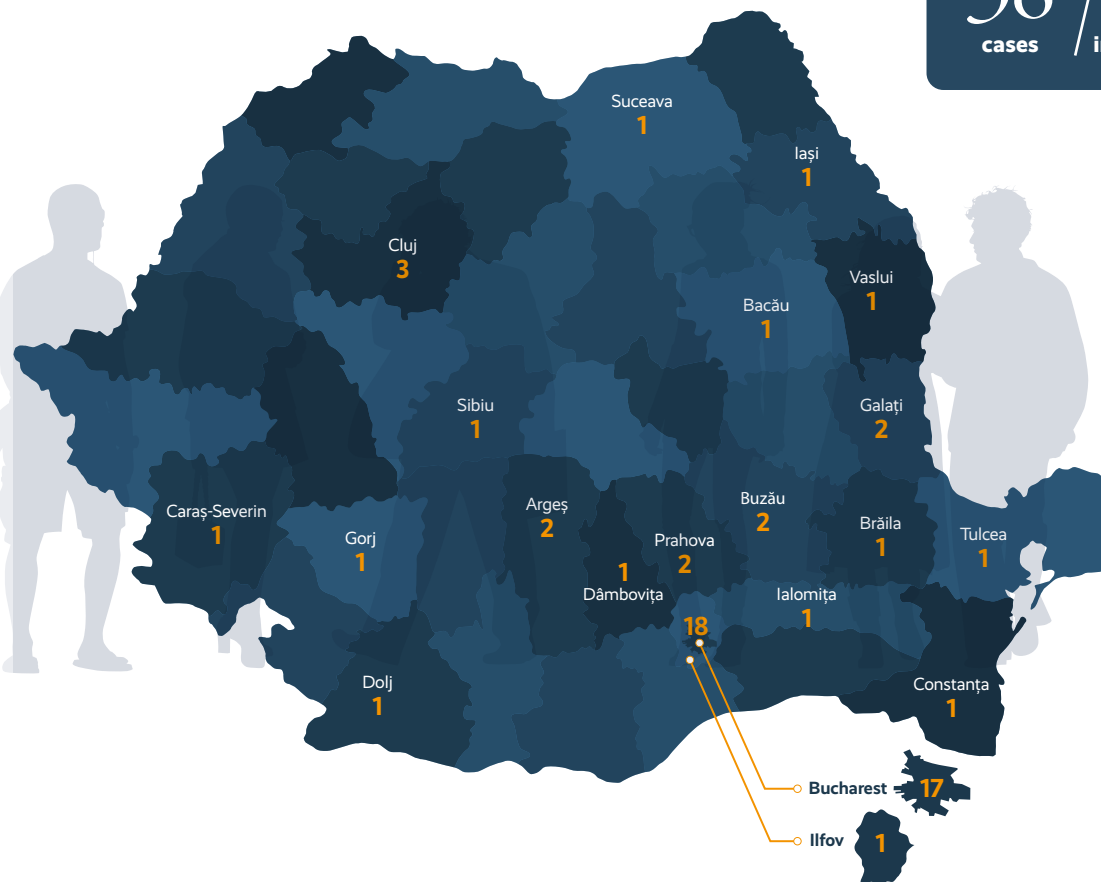 cases /
Suceava
1
Iași
1
Cluj
3
Vaslui
1
Bacău
1
Sibiu
1
Galați
2
Caraș-Severin
1
Argeș
2
Buzău
2
Brăila
1
Gorj
1
Prahova
2
Tulcea
1
1
Dâmbovița
Ialomița
1
18
Dolj
1
Constanța
1
Bucharest 17
Ilfov 1